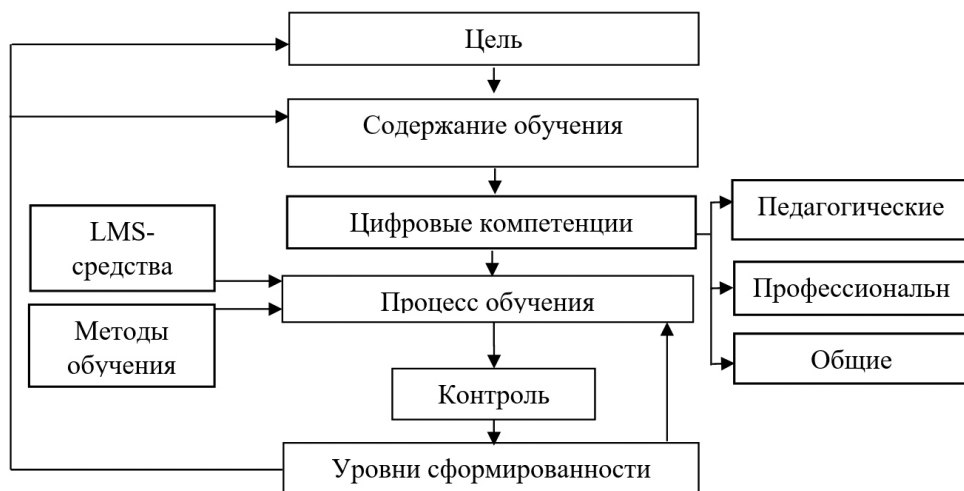 Цель
Содержание обучения
Цифровые компетенции
Педагогические
LMS-
средства
Процесс обучения
Профессиональн
Методы
обучения
Общие
Контроль
Уровни сформированности